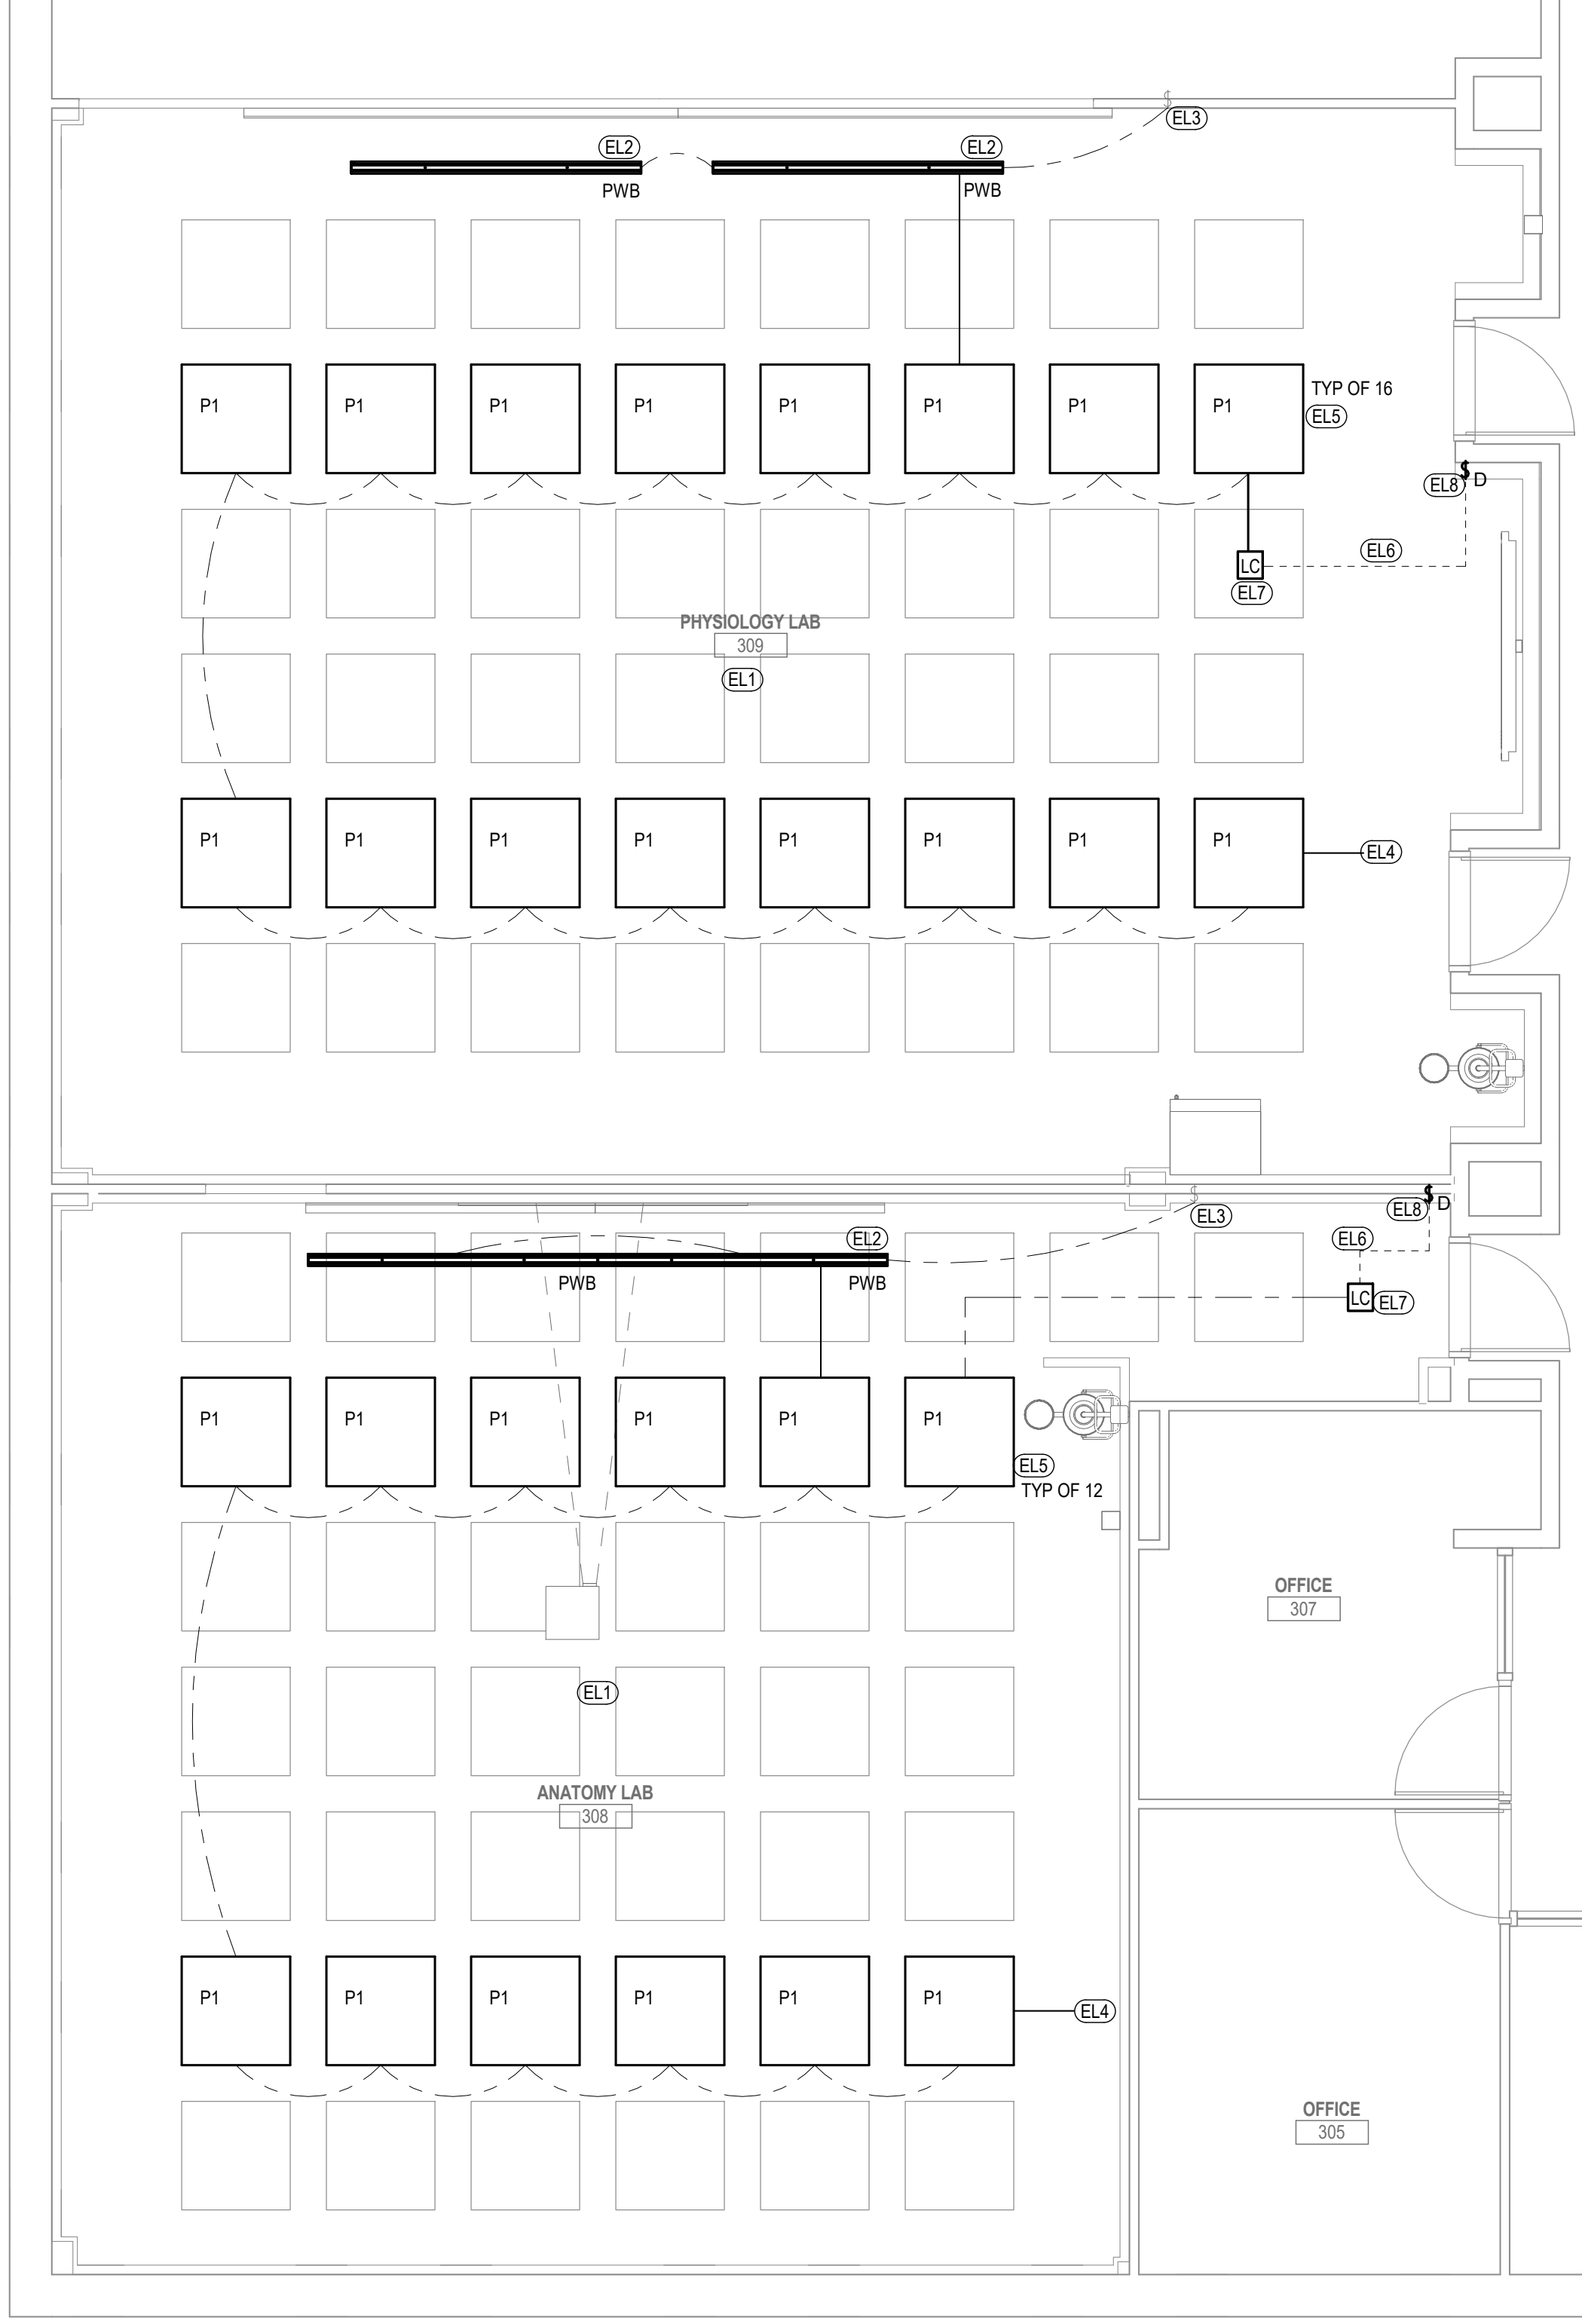 EL3
EL2
EL2
PWB
PWB
P1
P1
P1
P1
P1
P1
P1
P1
TYP OF 16
EL5
$
D
EL8
EL6
LC
EL7
PHYSIOLOGY LAB
309
EL1
P1
P1
P1
P1
P1
P1
P1
P1
EL4
$
D
EL8
EL3
EL2
EL6
PWB
PWB
LC
EL7
P1
P1
P1
P1
P1
P1
EL5
TYP OF 12
OFFICE
307
EL1
ANATOMY LAB
308
P1
P1
P1
P1
P1
P1
EL4
OFFICE
305